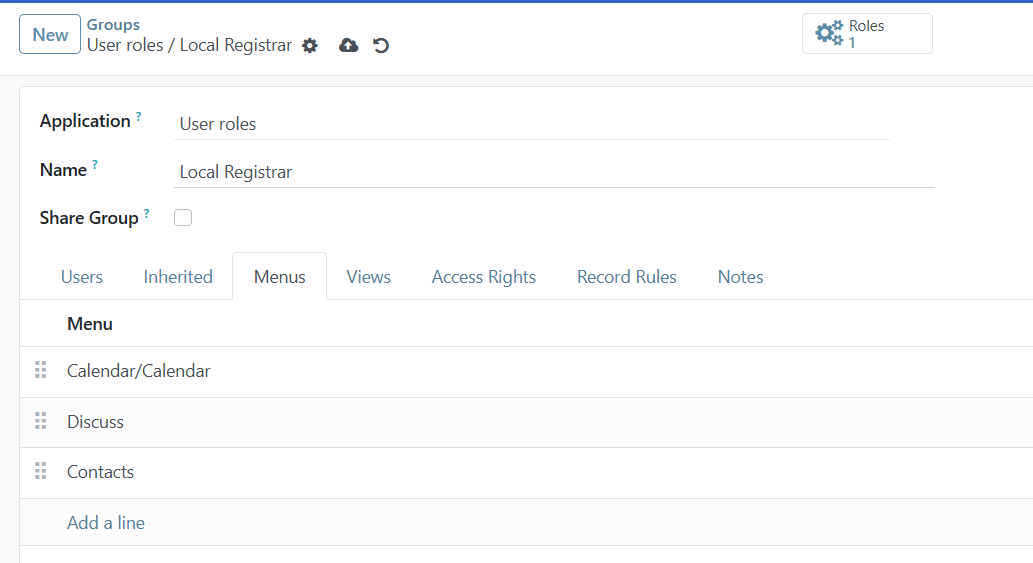 New
Groups
User roles / Local Registrar
Roles
1
Application ?
User roles
Name ?
Local Registrar
Share Group ?
Users Inherited Menus Views Access Rights Record Rules Notes
Menu
Calendar/Calendar
Discuss
Contacts
Add a line